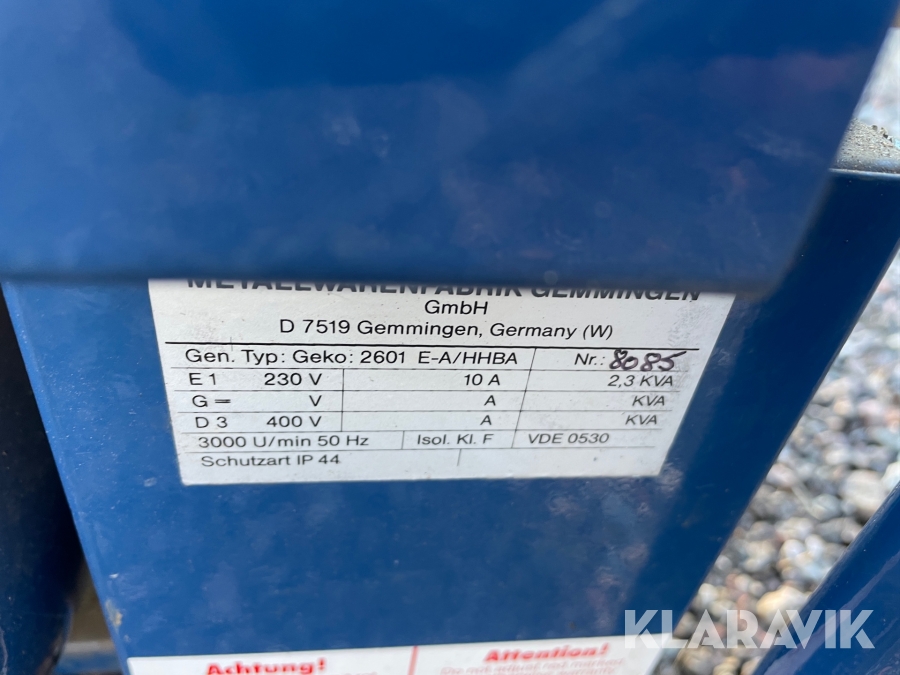 METALLWARENFABRIK GEMMINGEN
GmbH
D 7519 Gemmingen, Germany (W)
Gen. Typ: Geko: 2601 E-A/HHBA Nr.: 8085
E 1 230 V 10 A 2,3 KVA
G = V A KVA
D 3 400 V A KVA
3000 U/min 50 Hz Isol. Kl. F VDE 0530
Schutzart IP 44
KLARAVIK
Achtung! Attention!